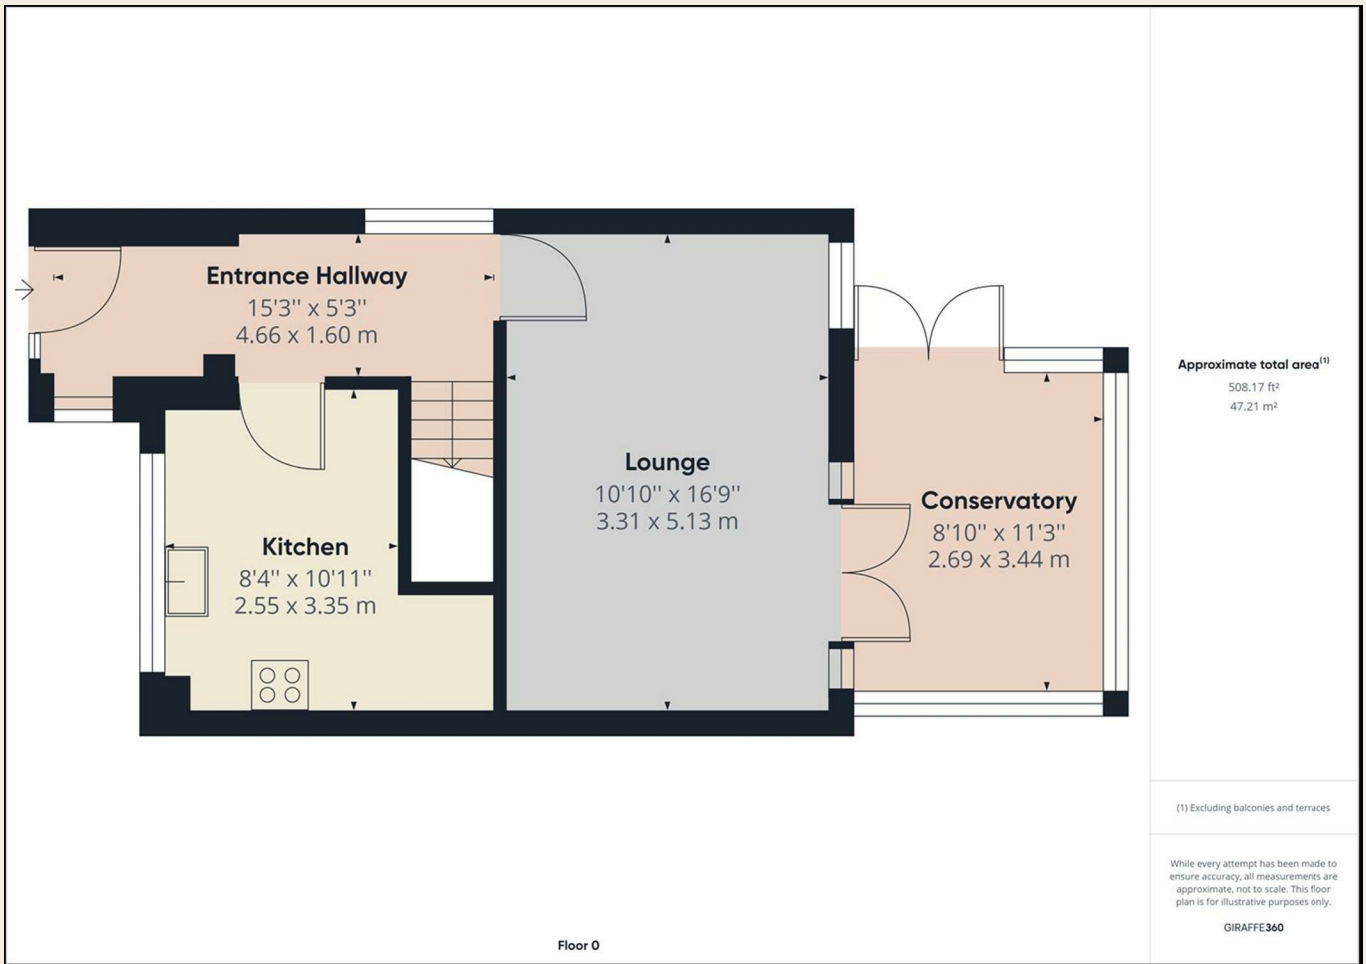 Entrance Hallway
15'3" x 5'3"
4.66 x 1.60 m
Kitchen
8'4" x 10'11"
2.55 x 3.35 m
Lounge
10'10" x 16'9"
3.31 x 5.13 m
Conservatory
8'10" x 11'3"
2.69 x 3.44 m
Floor 0
Approximate total area(1)
508.17 ft²
47.21 m²
(1) Excluding balconies and terraces
While every attempt has been made to
ensure accuracy, all measurements are
approximate, not to scale. This floor
plan is for illustrative purposes only.
GIRAFFE360